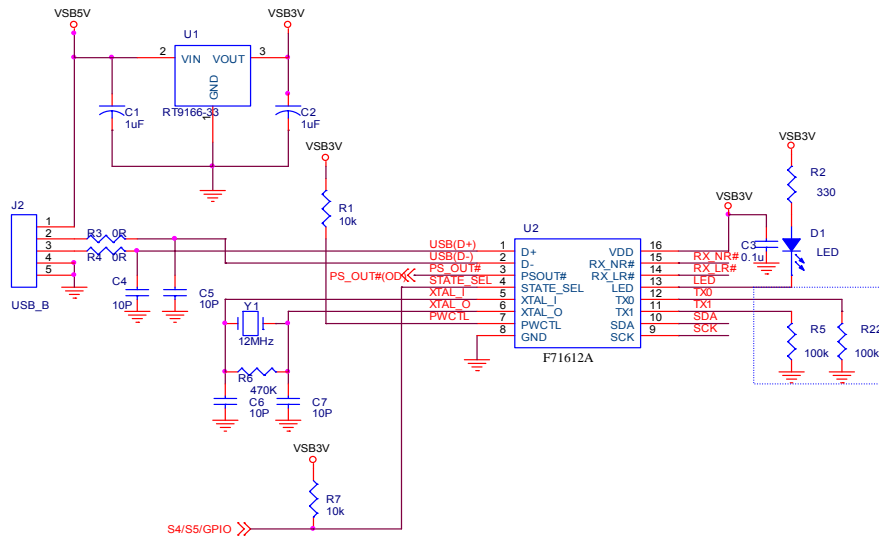 VSB5V
VSB3V
U1
2 VIN VOUT 3
GND
1
RT9166-33
C1
1uF
C2
1uF
VSB3V
R1
10k
VSB3V
R2
330
VSB3V
D1
LED
C3
0.1u
J2
1
2
3
4
5
USB_B
R3 0R
R4 0R
C4
10P
C5
10P
U2
USB(D+) 1 D+ VDD 16
USB(D-) 2 D- RX_NR# 15 RX_NR#
PS_OUT#(OD) PS_OUT# 3 PSOUT# RX_LR# 14 RX_LR#
STATE_SEL 4 STATE_SEL LED 13 LED
XTAL_I 5 XTAL_I TX0 12 TX0
XTAL_O 6 XTAL_O TX1 11 TX1
PWCTL 7 PWCTL SDA 10 SDA
8 GND SCK 9 SCK
F71612A
Y1
12MHz
R6
470K
C6
10P
C7
10P
R5
100k
R22
100k
VSB3V
R7
10k
S4/S5/GPIO